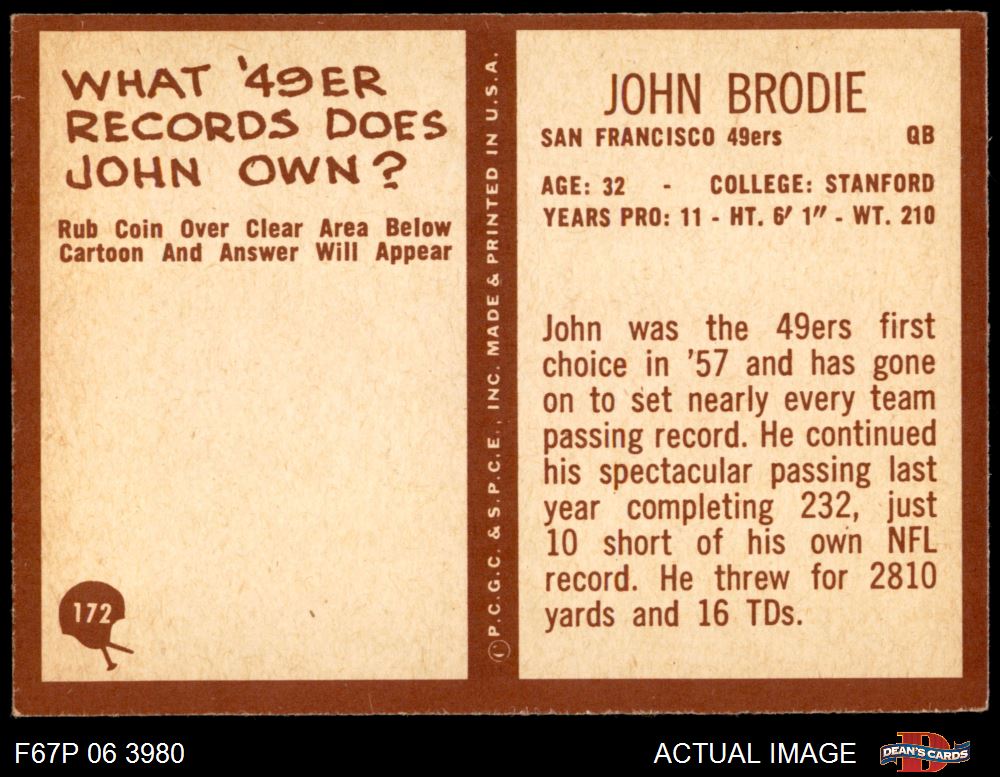 WHAT '49ER
RECORDS DOES
JOHN OWN?
Rub Coin Over Clear Area Below
Cartoon And Answer Will Appear
172
©P.C.G.C. & S.P.C.E., INC. MADE & PRINTED IN U.S.A.
JOHN BRODIE
SAN FRANCISCO 49ers QB
AGE: 32 - COLLEGE: STANFORD
YEARS PRO: 11 - HT. 6' 1" - WT. 210
John was the 49ers first
choice in '57 and has gone
on to set nearly every team
passing record. He continued
his spectacular passing last
year completing 232, just
10 short of his own NFL
record. He threw for 2810
yards and 16 TDs.
F67P 06 3980
ACTUAL IMAGE
D
DEAN'S CARDS